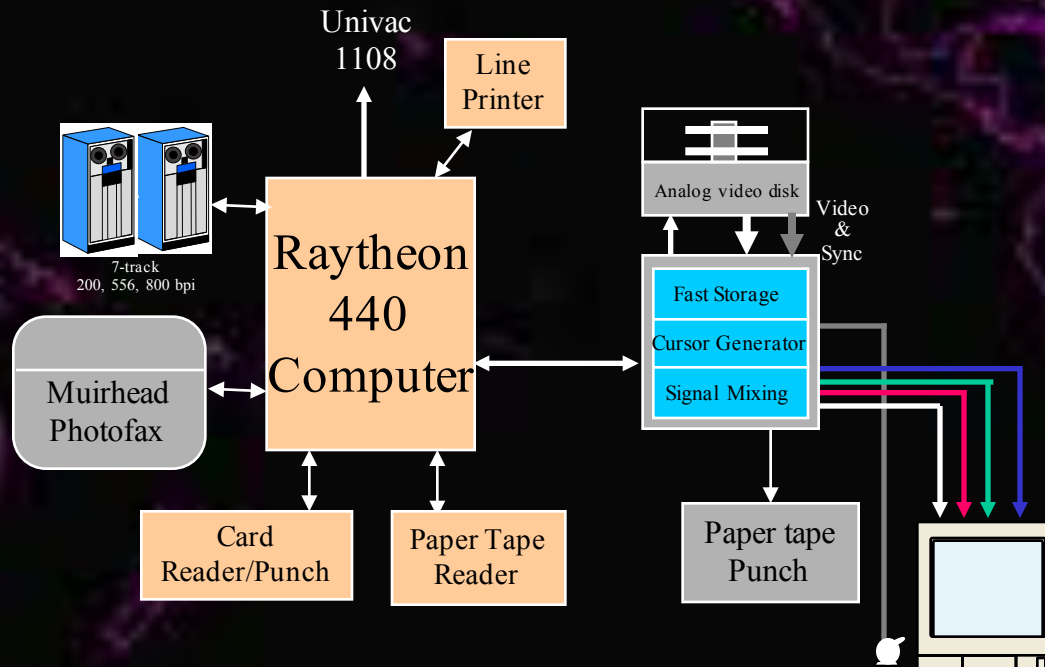 Univac
1108
Line
Printer
7-track
200, 556, 800 bpi
Raytheon
440
Computer
Analog video disk
Video
&
Sync
Fast Storage
Cursor Generator
Signal Mixing
Muirhead
Photofax
Card
Reader/Punch
Paper Tape
Reader
Paper tape
Punch